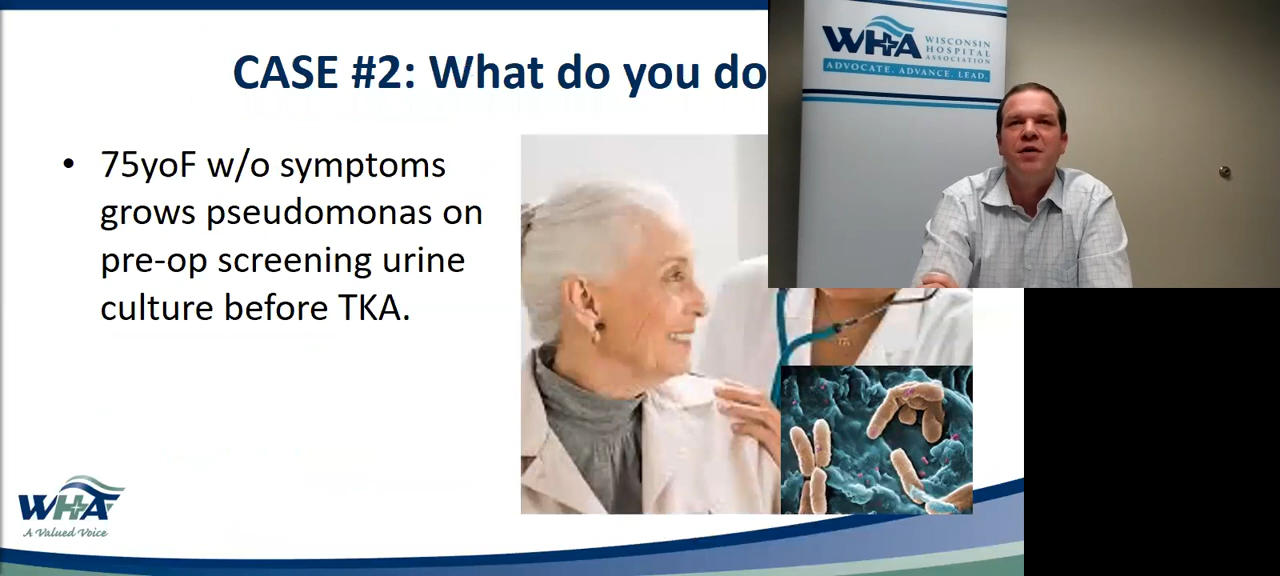 CASE #2: What do you do
• 75yoF w/o symptoms
grows pseudomonas on
pre-op screening urine
culture before TKA.
WHA
A Valued Voice
WHA
WISCONSIN
HOSPITAL
ASSOCIATION
ADVOCATE. ADVANCE. LEAD.